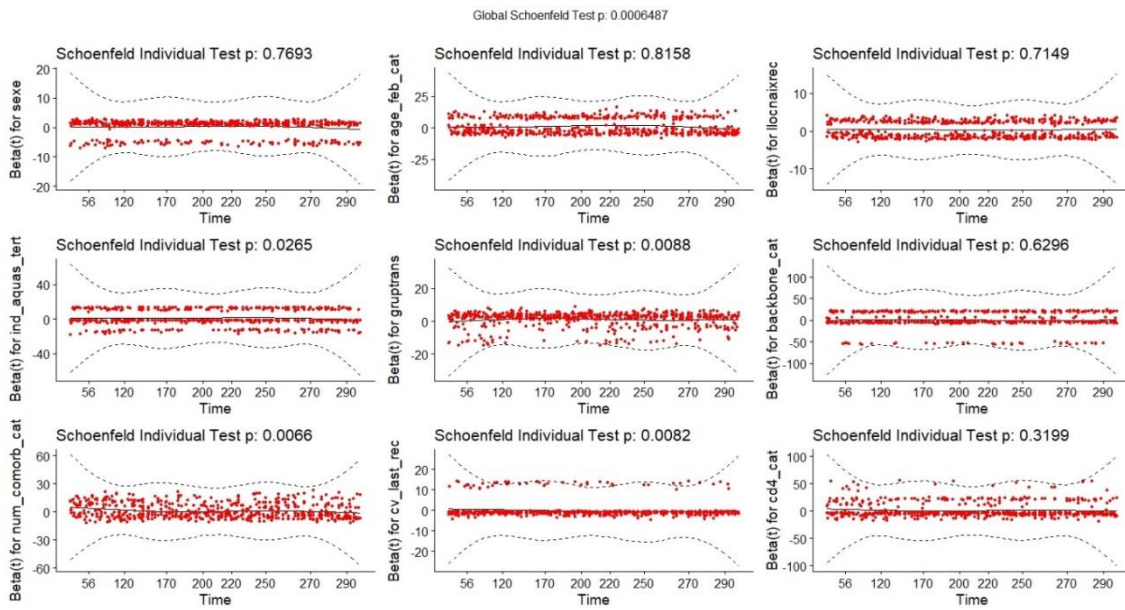 Global Schoenfeld Test p: 0.0006487
Schoenfeld Individual Test p: 0.7693
Beta(t) for sexe
20
10
0
-10
-20
56 120 170 200 220 250 270 290
Time
Schoenfeld Individual Test p: 0.8158
Beta(t) for age_feb_cat
25
0
-25
56 120 170 200 220 250 270 290
Time
Schoenfeld Individual Test p: 0.7149
Beta(t) for llocnaixrec
10
0
-10
56 120 170 200 220 250 270 290
Time
Schoenfeld Individual Test p: 0.0265
Beta(t) for ind_aquas_tert
40
0
-40
56 120 170 200 220 250 270 290
Time
Schoenfeld Individual Test p: 0.0088
Beta(t) for gruptrans
20
0
-20
56 120 170 200 220 250 270 290
Time
Schoenfeld Individual Test p: 0.6296
Beta(t) for backbone_cat
100
50
0
-50
-100
56 120 170 200 220 250 270 290
Time
Schoenfeld Individual Test p: 0.0066
Beta(t) for num_comorb_cat
60
30
0
-30
-60
56 120 170 200 220 250 270 290
Time
Schoenfeld Individual Test p: 0.0082
Beta(t) for cv_last_rec
20
10
0
-10
-20
56 120 170 200 220 250 270 290
Time
Schoenfeld Individual Test p: 0.3199
Beta(t) for cd4_cat
100
50
0
-50
-100
56 120 170 200 220 250 270 290
Time